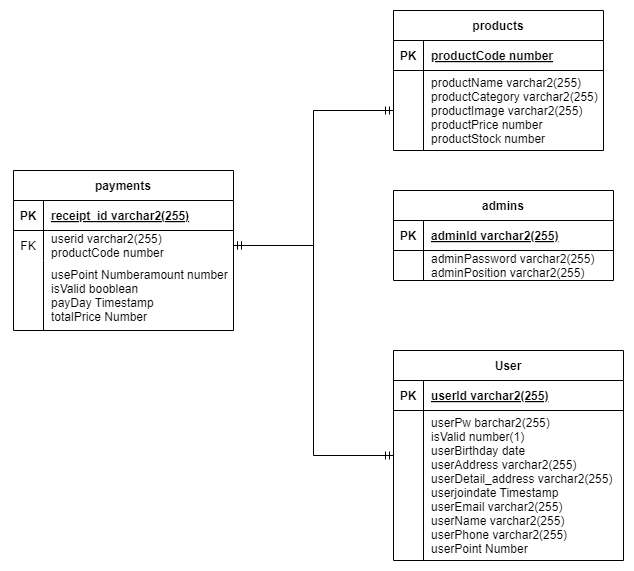 products
PK productCode number
productName varchar2(255)
productCategory varchar2(255)
productImage varchar2(255)
productPrice number
productStock number
payments
PK receipt_id varchar2(255)
FK userid varchar2(255)
productCode number
usePoint Numberamount number
isValid booblean
payDay Timestamp
totalPrice Number
admins
PK adminId varchar2(255)
adminPassword varchar2(255)
adminPosition varchar2(255)
User
PK userId varchar2(255)
userPw barchar2(255)
isValid number(1)
userBirthday date
userAddress varchar2(255)
userDetail_address varchar2(255)
userjoindate Timestamp
userEmail varchar2(255)
userName varchar2(255)
userPhone varchar2(255)
userPoint Number